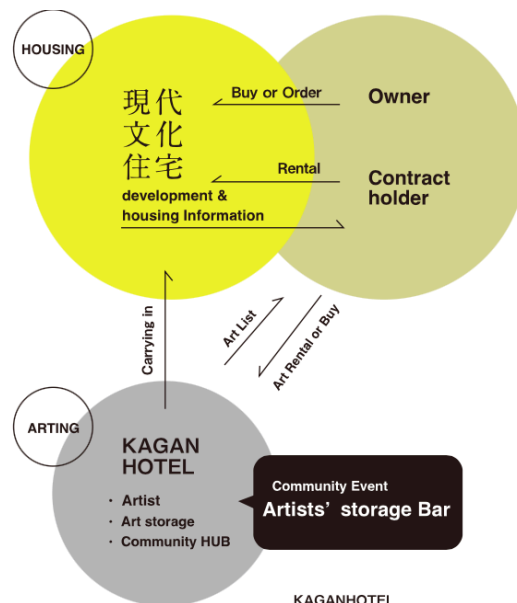 HOUSING
現代
文化
住宅
development &
housing Information
Buy or Order
Owner
Rental
Contract
holder
Carrying in
Art List
Art Rental or Buy
ARTING
KAGAN
HOTEL
・ Artist
・ Art storage
・ Community HUB
Community Event
Artists' storage Bar
KAGANHOTEL